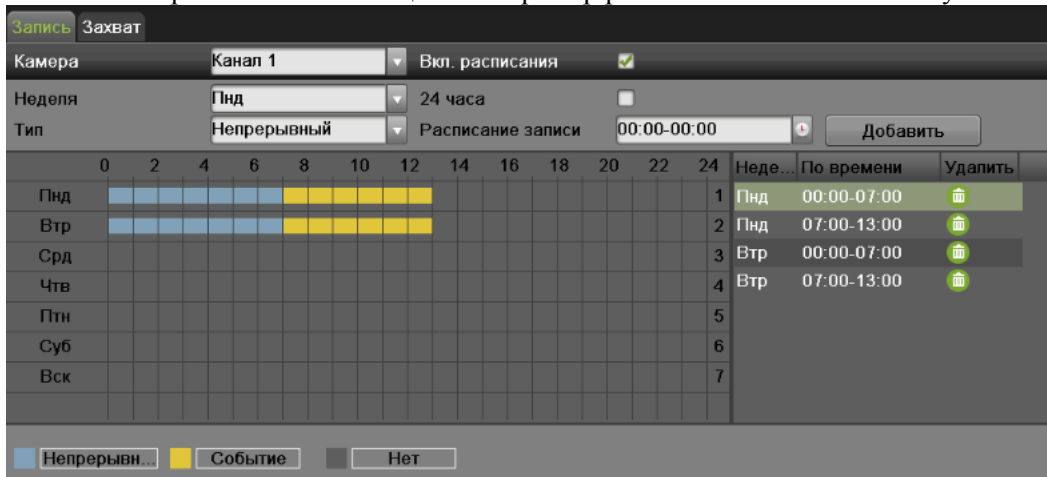 Запись Захват
Камера Канал 1 Вкл. расписания
Неделя Пнд 24 часа
Тип Непрерывный Расписание записи 00:00-00:00 Добавить
0 2 4 6 8 10 12 14 16 18 20 22 24 Неде... По времени Удалить
Пнд 1 Пнд 00:00-07:00
Втр 2 Пнд 07:00-13:00
Срд 3 Втр 00:00-07:00
Чтв 4 Втр 07:00-13:00
Птн 5
Суб 6
Вск 7
Непрерывн... Событие Нет